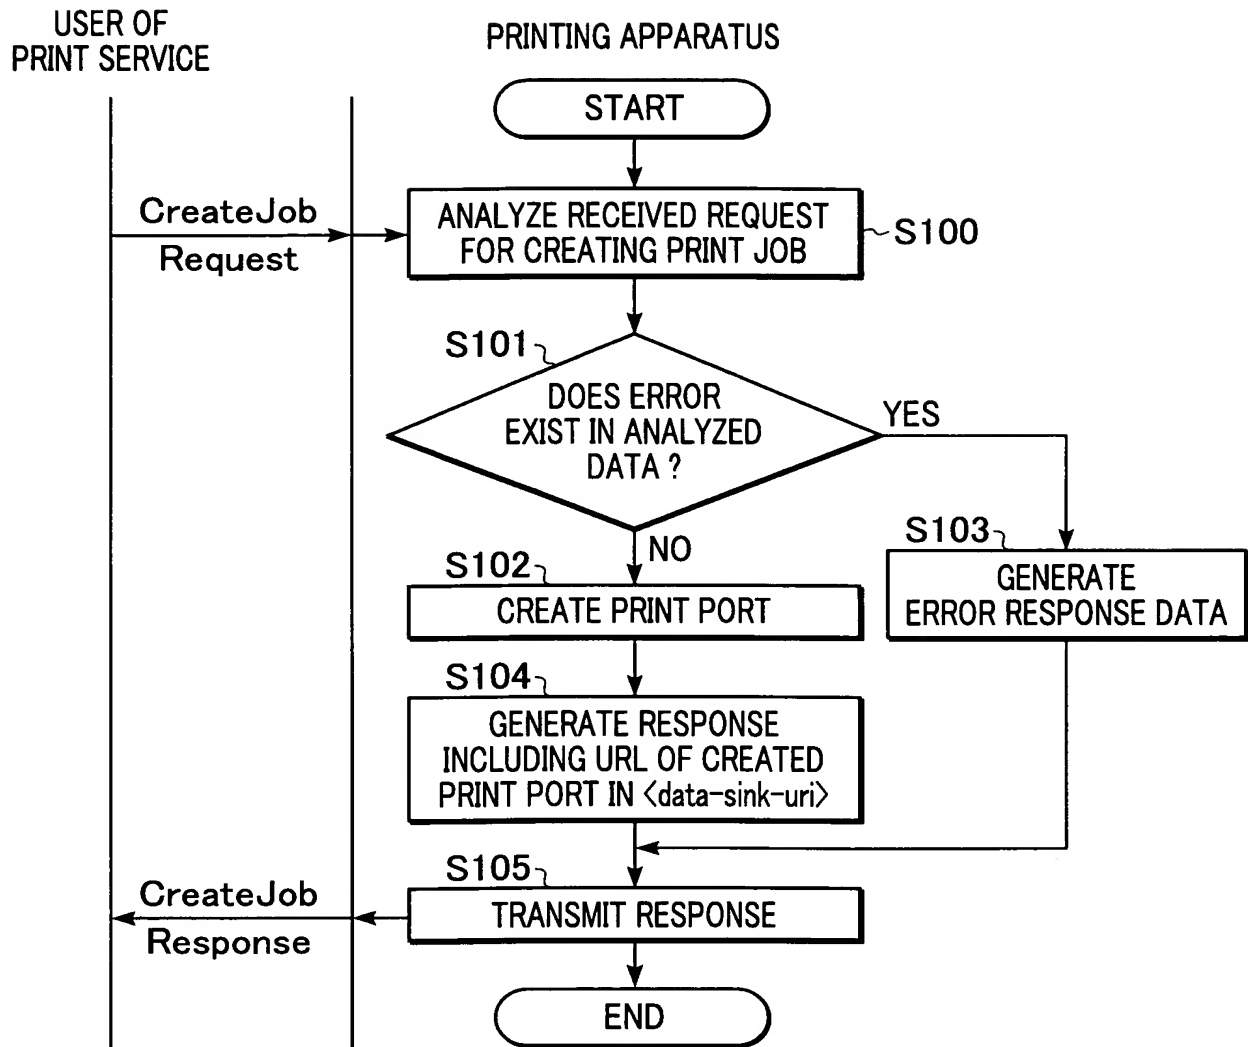 USER OF
PRINT SERVICE
PRINTING APPARATUS
START
CreateJob
Request
ANALYZE RECEIVED REQUEST
FOR CREATING PRINT JOB
S100
S101
DOES ERROR
EXIST IN ANALYZED
DATA ?
YES
NO
S102
CREATE PRINT PORT
S103
GENERATE
ERROR RESPONSE DATA
S104
GENERATE RESPONSE
INCLUDING URL OF CREATED
PRINT PORT IN <data-sink-uri>
S105
TRANSMIT RESPONSE
CreateJob
Response
END